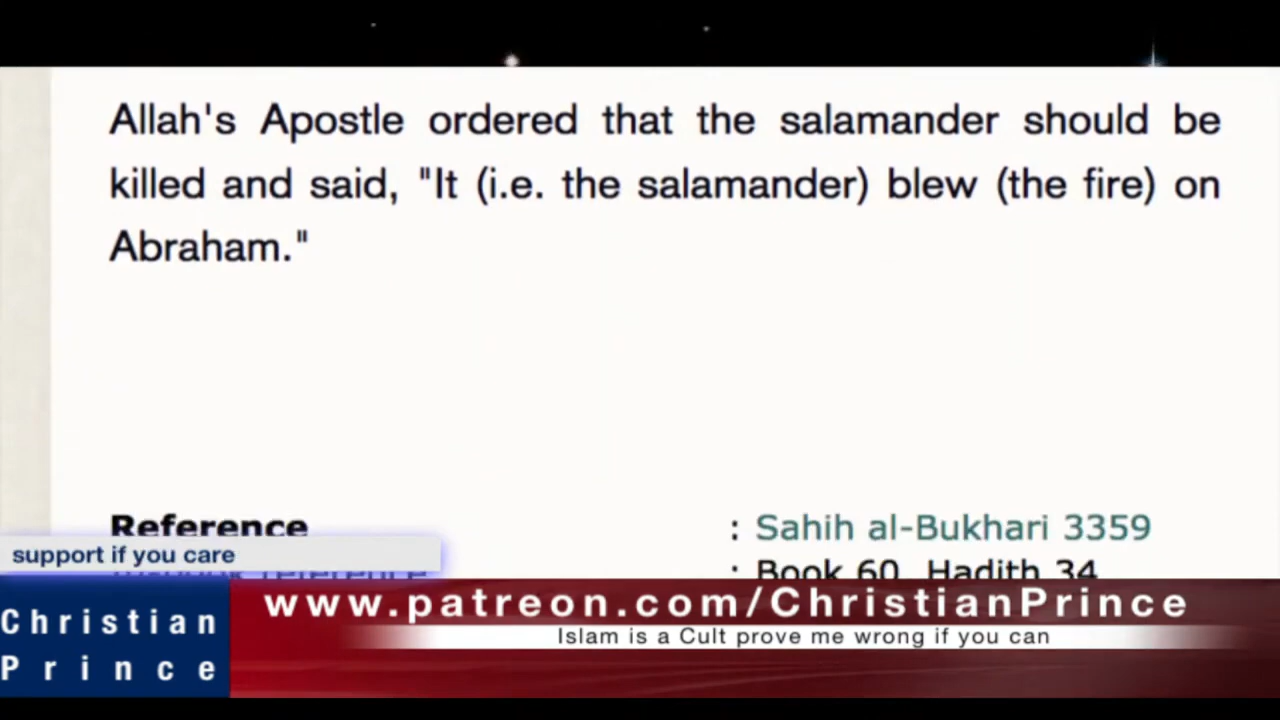 Allah's Apostle ordered that the salamander should be
killed and said, "It (i.e. the salamander) blew (the fire) on
Abraham."
Reference : Sahih al-Bukhari 3359
: Book 60, Hadith 34
support if you care
www.patreon.com/ChristianPrince
Islam is a Cult prove me wrong if you can
Christian
Prince